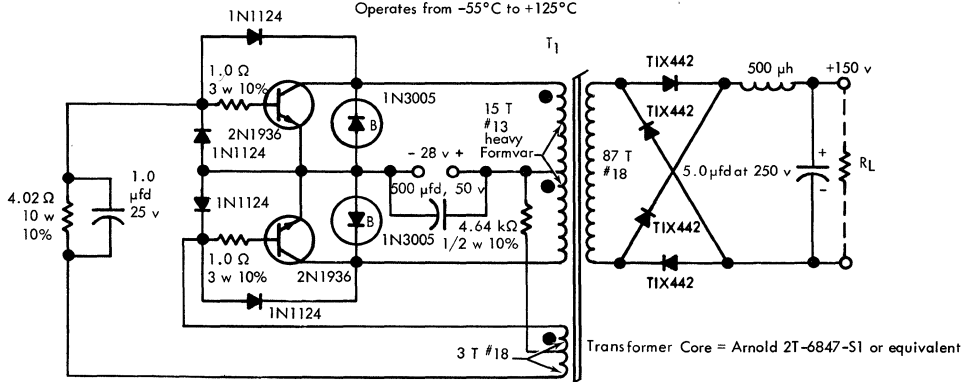 Operates from –55°C to +125°C
1N1124
T1
1.0 Ω
3 w 10%
2N1936
1N1124
1N3005
B
15 T
#13
heavy
Formvar
TIX442
TIX442
500 μh
+150 v
– 28 v +
500 μfd, 50 v
87 T
#18
5.0 μfd at 250 v
+
–
RL
4.02 Ω
10 w
10%
1.0
μfd
25 v
1N1124
B
1N3005
4.64 kΩ
1/2 w 10%
TIX442
TIX442
1.0 Ω
3 w 10%
2N1936
1N1124
3 T #18
Transformer Core = Arnold 2T-6847-S1 or equivalent